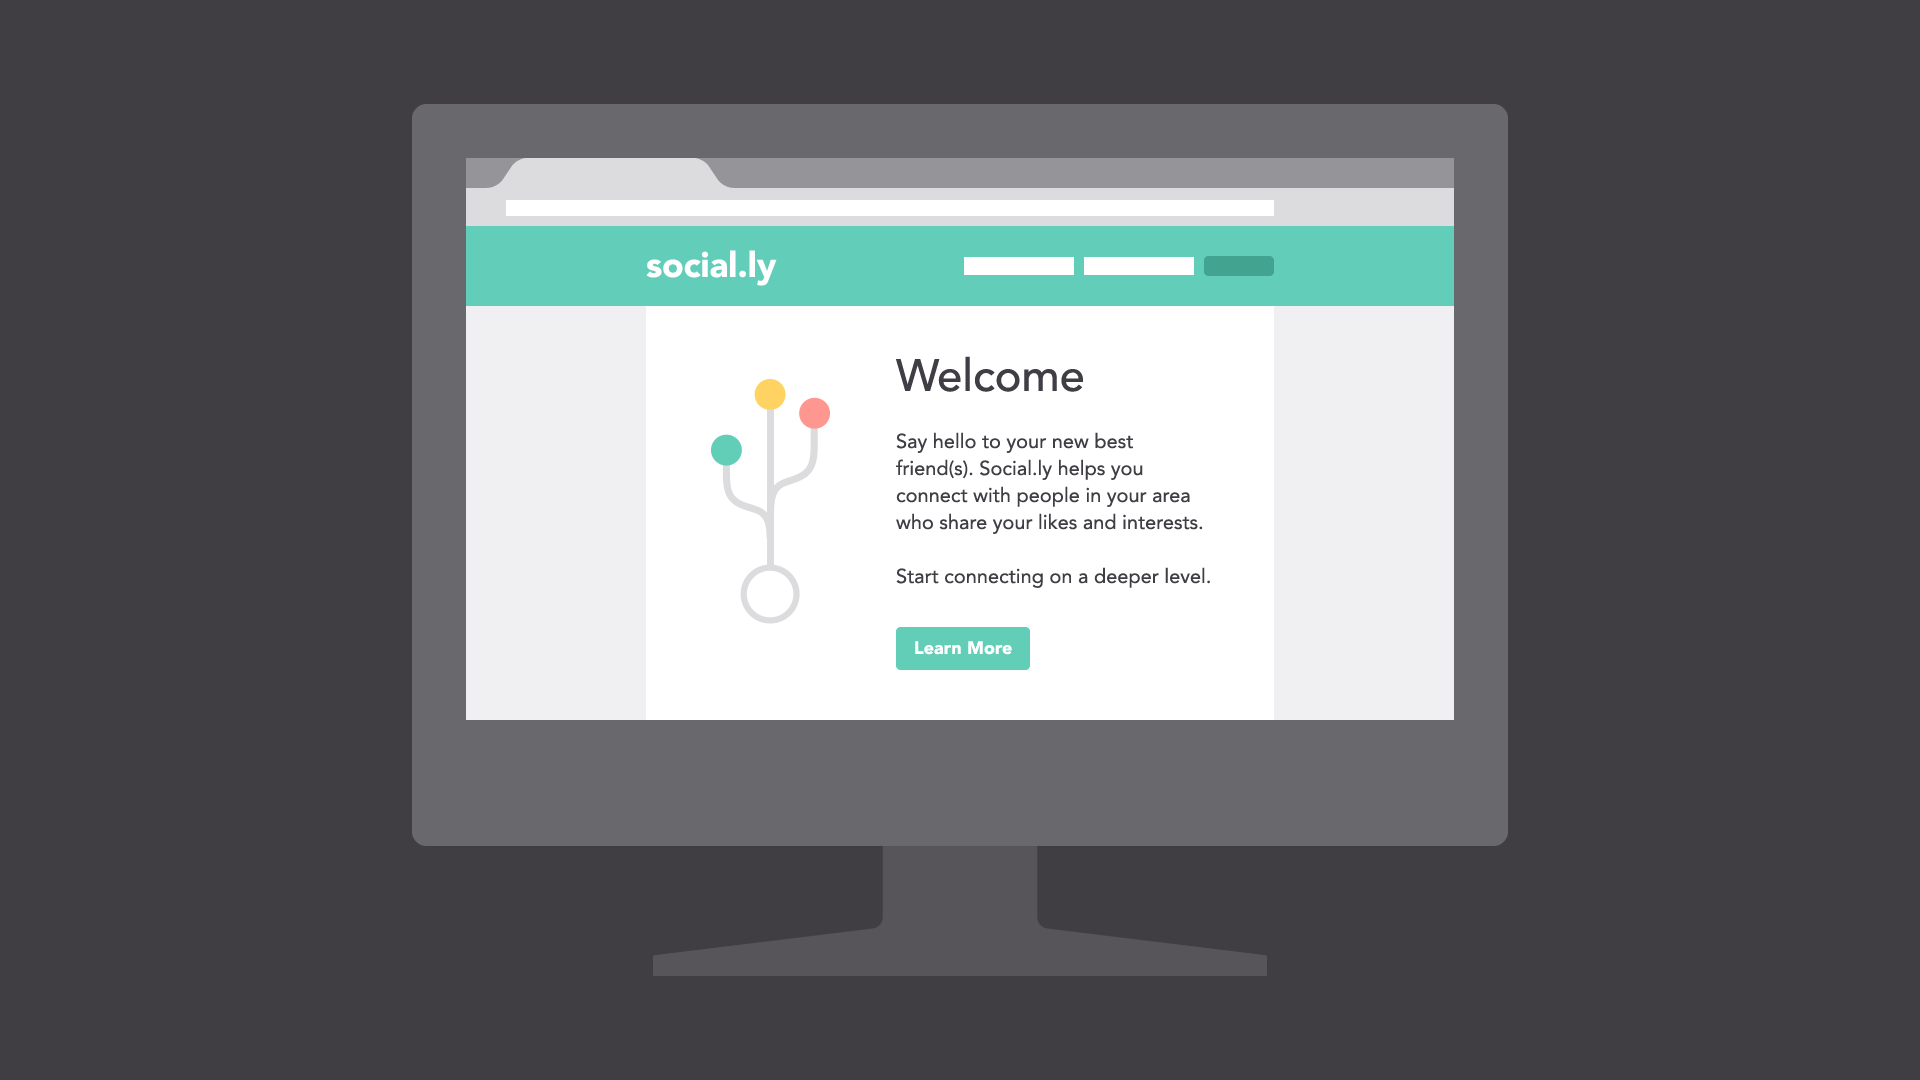 social.ly
Welcome
Say hello to your new best
friend(s). Social.ly helps you
connect with people in your area
who share your likes and interests.
Start connecting on a deeper level.
Learn More